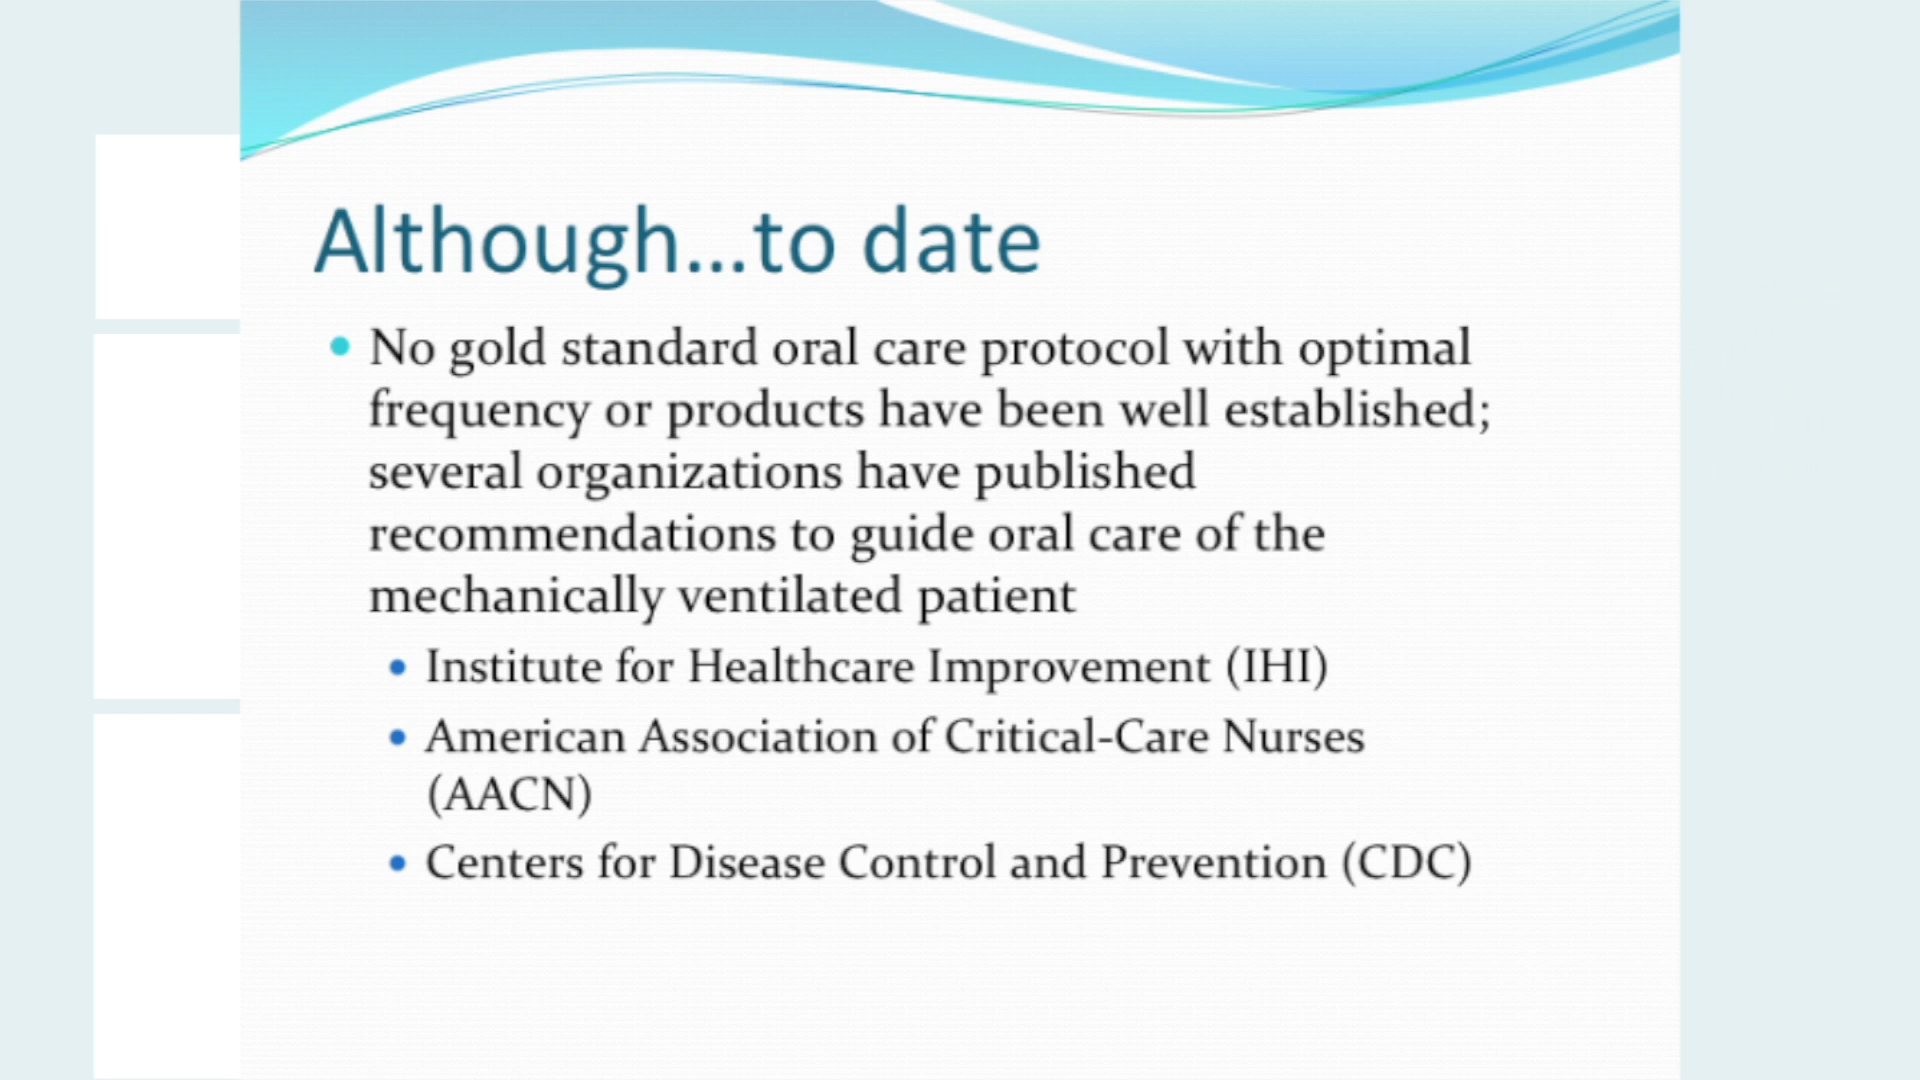 Although...to date
No gold standard oral care protocol with optimal
frequency or products have been well established;
several organizations have published
recommendations to guide oral care of the
mechanically ventilated patient
Institute for Healthcare Improvement (IHI)
American Association of Critical-Care Nurses
(AACN)
Centers for Disease Control and Prevention (CDC)